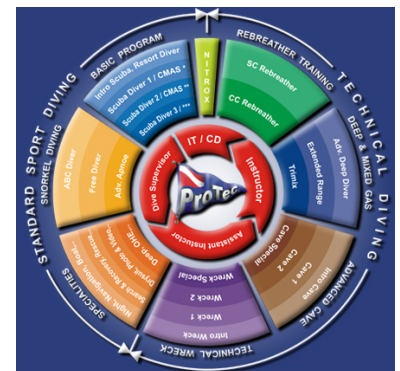 STANDARD SPORT DIVING
TECHNICAL DIVING
BASIC PROGRAM
Intro Scuba, Resort Diver
Scuba Diver 1 / CMAS *
Scuba Diver 2 / CMAS **
Scuba Diver 3 / ***
NITROX
REBREATHER TRAINING
SC Rebreather
CC Rebreather
DEEP & MIXED GAS
Adv. Deep Diver
Extended Range
Trimix
ADVANCED CAVE
Intro Cave
Cave 1
Cave 2
Cave Special
TECHNICAL WRECK
Wreck Special
Wreck 2
Wreck 1
Intro Wreck
SPECIALITIES
Night, Navigation, Boat,
Search & Recovery, Rescue,
Drysuit, Photo & Video,
Deep, ONE...
SNORKEL DIVING
ABC Diver
Free Diver
Adv. Apnoe
IT / CD
Instructor
Assistant Instructor
Dive Supervisor
ProTec